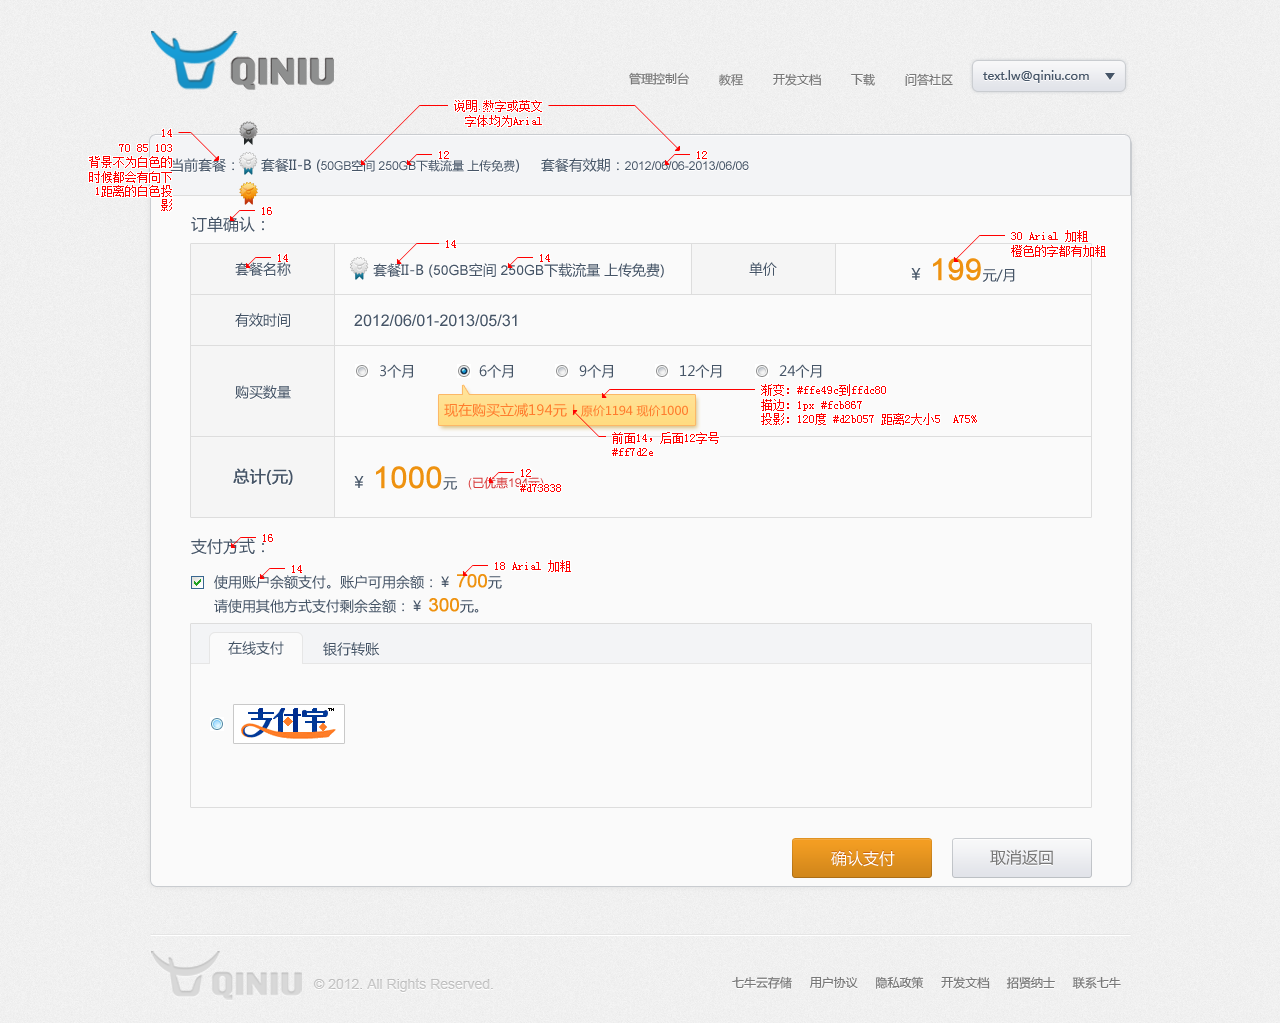 QINIU
管理控制台 教程 开发文档 下载 问答社区 text.lw@qiniu.com
说明:数字或英文
字体均为Arial
14
70 85 103
背景不为白色的
时候都会有向下
1距离的白色投
影
当前套餐： 套餐II-B (50GB空间 250GB下载流量 上传免费) 套餐有效期：2012/06/06-2013/06/06
12
12
订单确认：
16
套餐名称 套餐II-B (50GB空间 250GB下载流量 上传免费) 单价 ¥ 199元/月
14
14
14
30 Arial 加粗
橙色的字都有加粗
有效时间 2012/06/01-2013/05/31
购买数量 3个月 6个月 9个月 12个月 24个月
现在购买立减194元 | 原价1194 现价1000
渐变：#ffe49c到ffdc80
描边：1px #fcb867
投影：120度 #d2b057 距离2大小5 A75%
前面14，后面12字号
#ff7d2e
总计(元) ¥ 1000元 (已优惠194元)
12
#d73838
支付方式：
16
使用账户余额支付。账户可用余额：¥ 700元
14
18 Arial 加粗
请使用其他方式支付剩余金额：¥ 300元。
在线支付 银行转账
支付宝™
确认支付 取消返回
QINIU © 2012. All Rights Reserved. 七牛云存储 用户协议 隐私政策 开发文档 招贤纳士 联系七牛